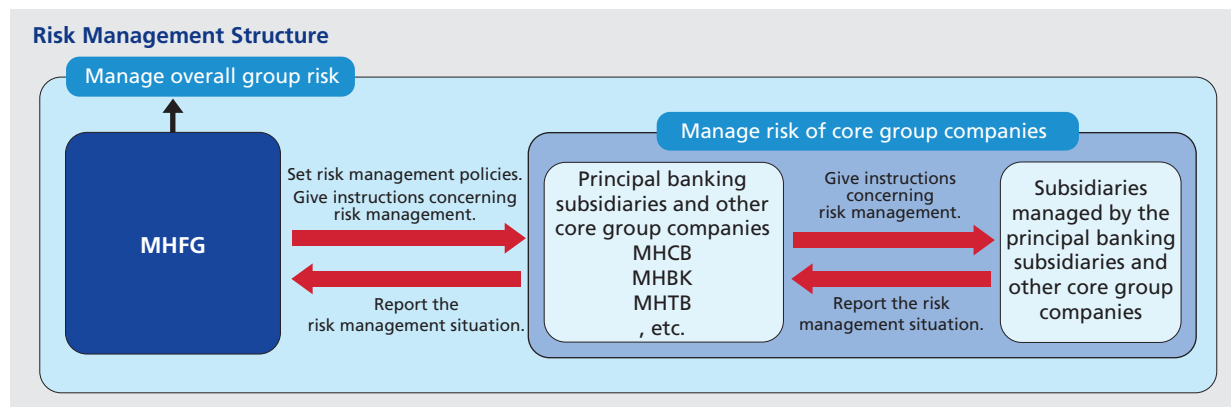 Risk Management Structure
Manage overall group risk
MHFG
Set risk management policies.
Give instructions concerning
risk management.
Report the
risk management situation.
Manage risk of core group companies
Principal banking
subsidiaries and other
core group companies
MHCB
MHBK
MHTB
, etc.
Give instructions
concerning
risk management.
Report the risk
management situation.
Subsidiaries
managed by the
principal banking
subsidiaries and
other core group
companies